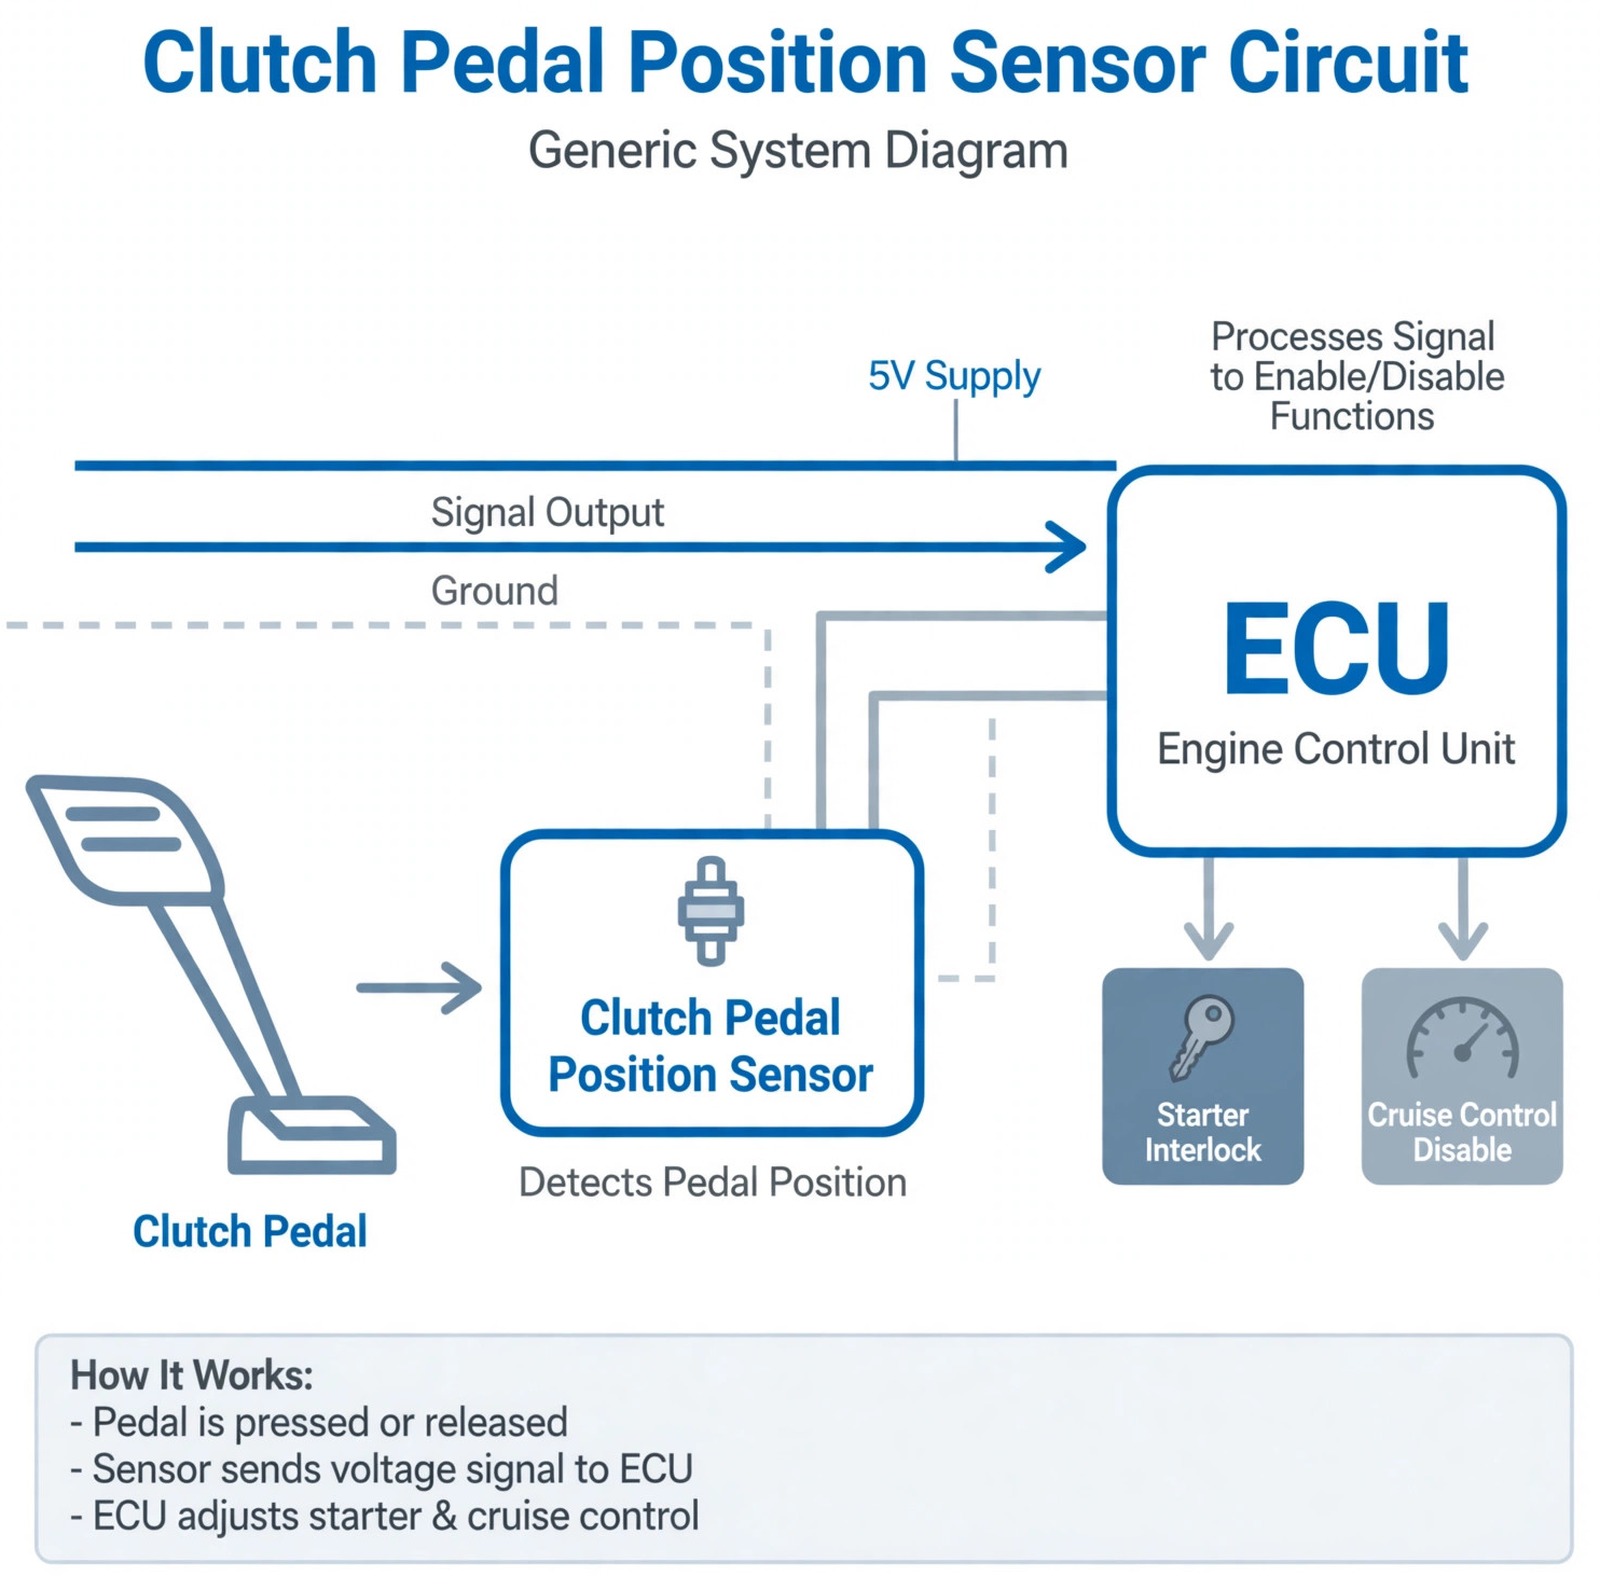 Clutch Pedal Position Sensor Circuit
Generic System Diagram
5V Supply
Processes Signal
to Enable/Disable
Functions
Signal Output
Ground
ECU
Engine Control Unit
Clutch Pedal
Position Sensor
Detects Pedal Position
Clutch Pedal
Starter
Interlock
Cruise Control
Disable
How It Works:
- Pedal is pressed or released
- Sensor sends voltage signal to ECU
- ECU adjusts starter & cruise control